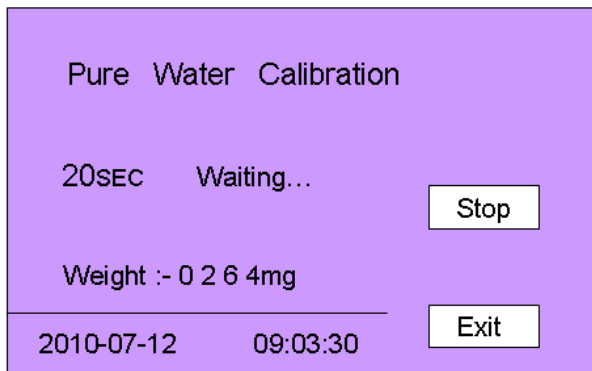 Pure Water Calibration
20SEC Waiting...
Stop
Weight :- 0 2 6 4mg
2010-07-12 09:03:30
Exit